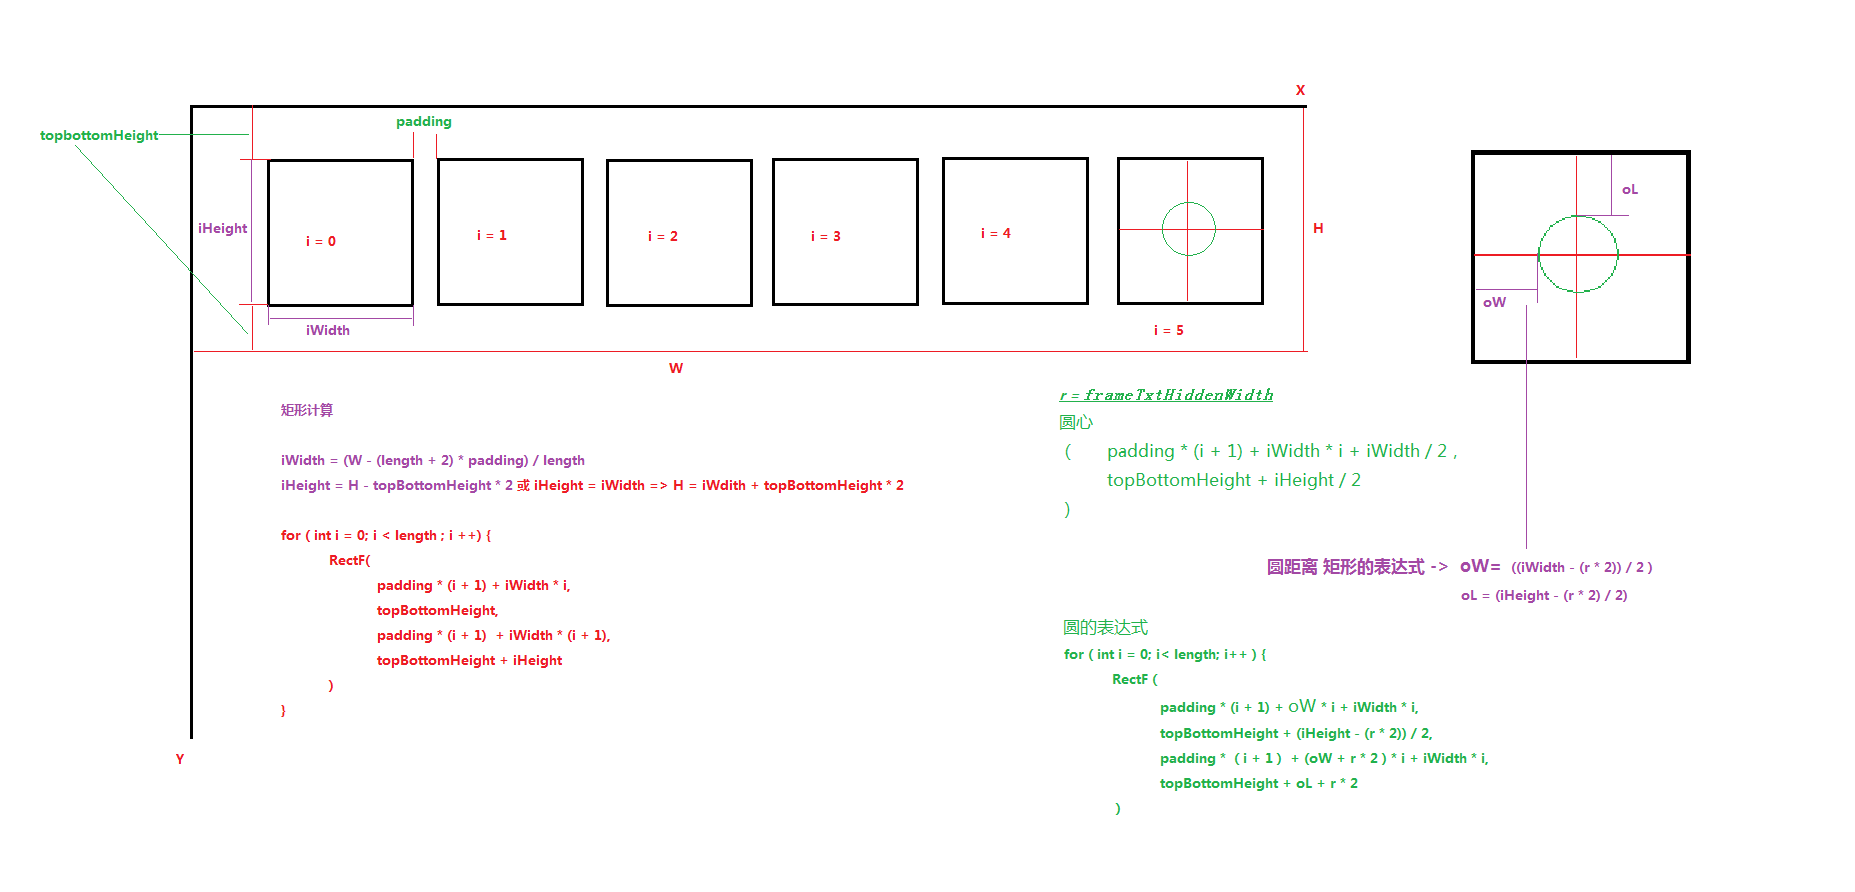 X
topbottomHeight
padding
iHeight
i = 0
i = 1
i = 2
i = 3
i = 4
i = 5
H
iWidth
W
oL
oW
矩形计算
iWidth = (W - (length + 2) * padding) / length
iHeight = H - topBottomHeight * 2 或 iHeight = iWidth => H = iWdith + topBottomHeight * 2
for ( int i = 0; i < length ; i ++) {
RectF(
padding * (i + 1) + iWidth * i,
topBottomHeight,
padding * (i + 1)  + iWidth * (i + 1),
topBottomHeight + iHeight
)
}
Y
r = frameTxtHiddenWidth
圆心
( padding * (i + 1) + iWidth * i + iWidth / 2 ,
topBottomHeight + iHeight / 2
)
圆距离 矩形的表达式 -> oW= ((iWidth - (r * 2)) / 2 )
oL = (iHeight - (r * 2) / 2)
圆的表达式
for ( int i = 0; i< length; i++ ) {
RectF (
padding * (i + 1) + oW * i + iWidth * i,
topBottomHeight + (iHeight - (r * 2)) / 2,
padding * ( i + 1 ) + (oW + r * 2 ) * i + iWidth * i,
topBottomHeight + oL + r * 2
)